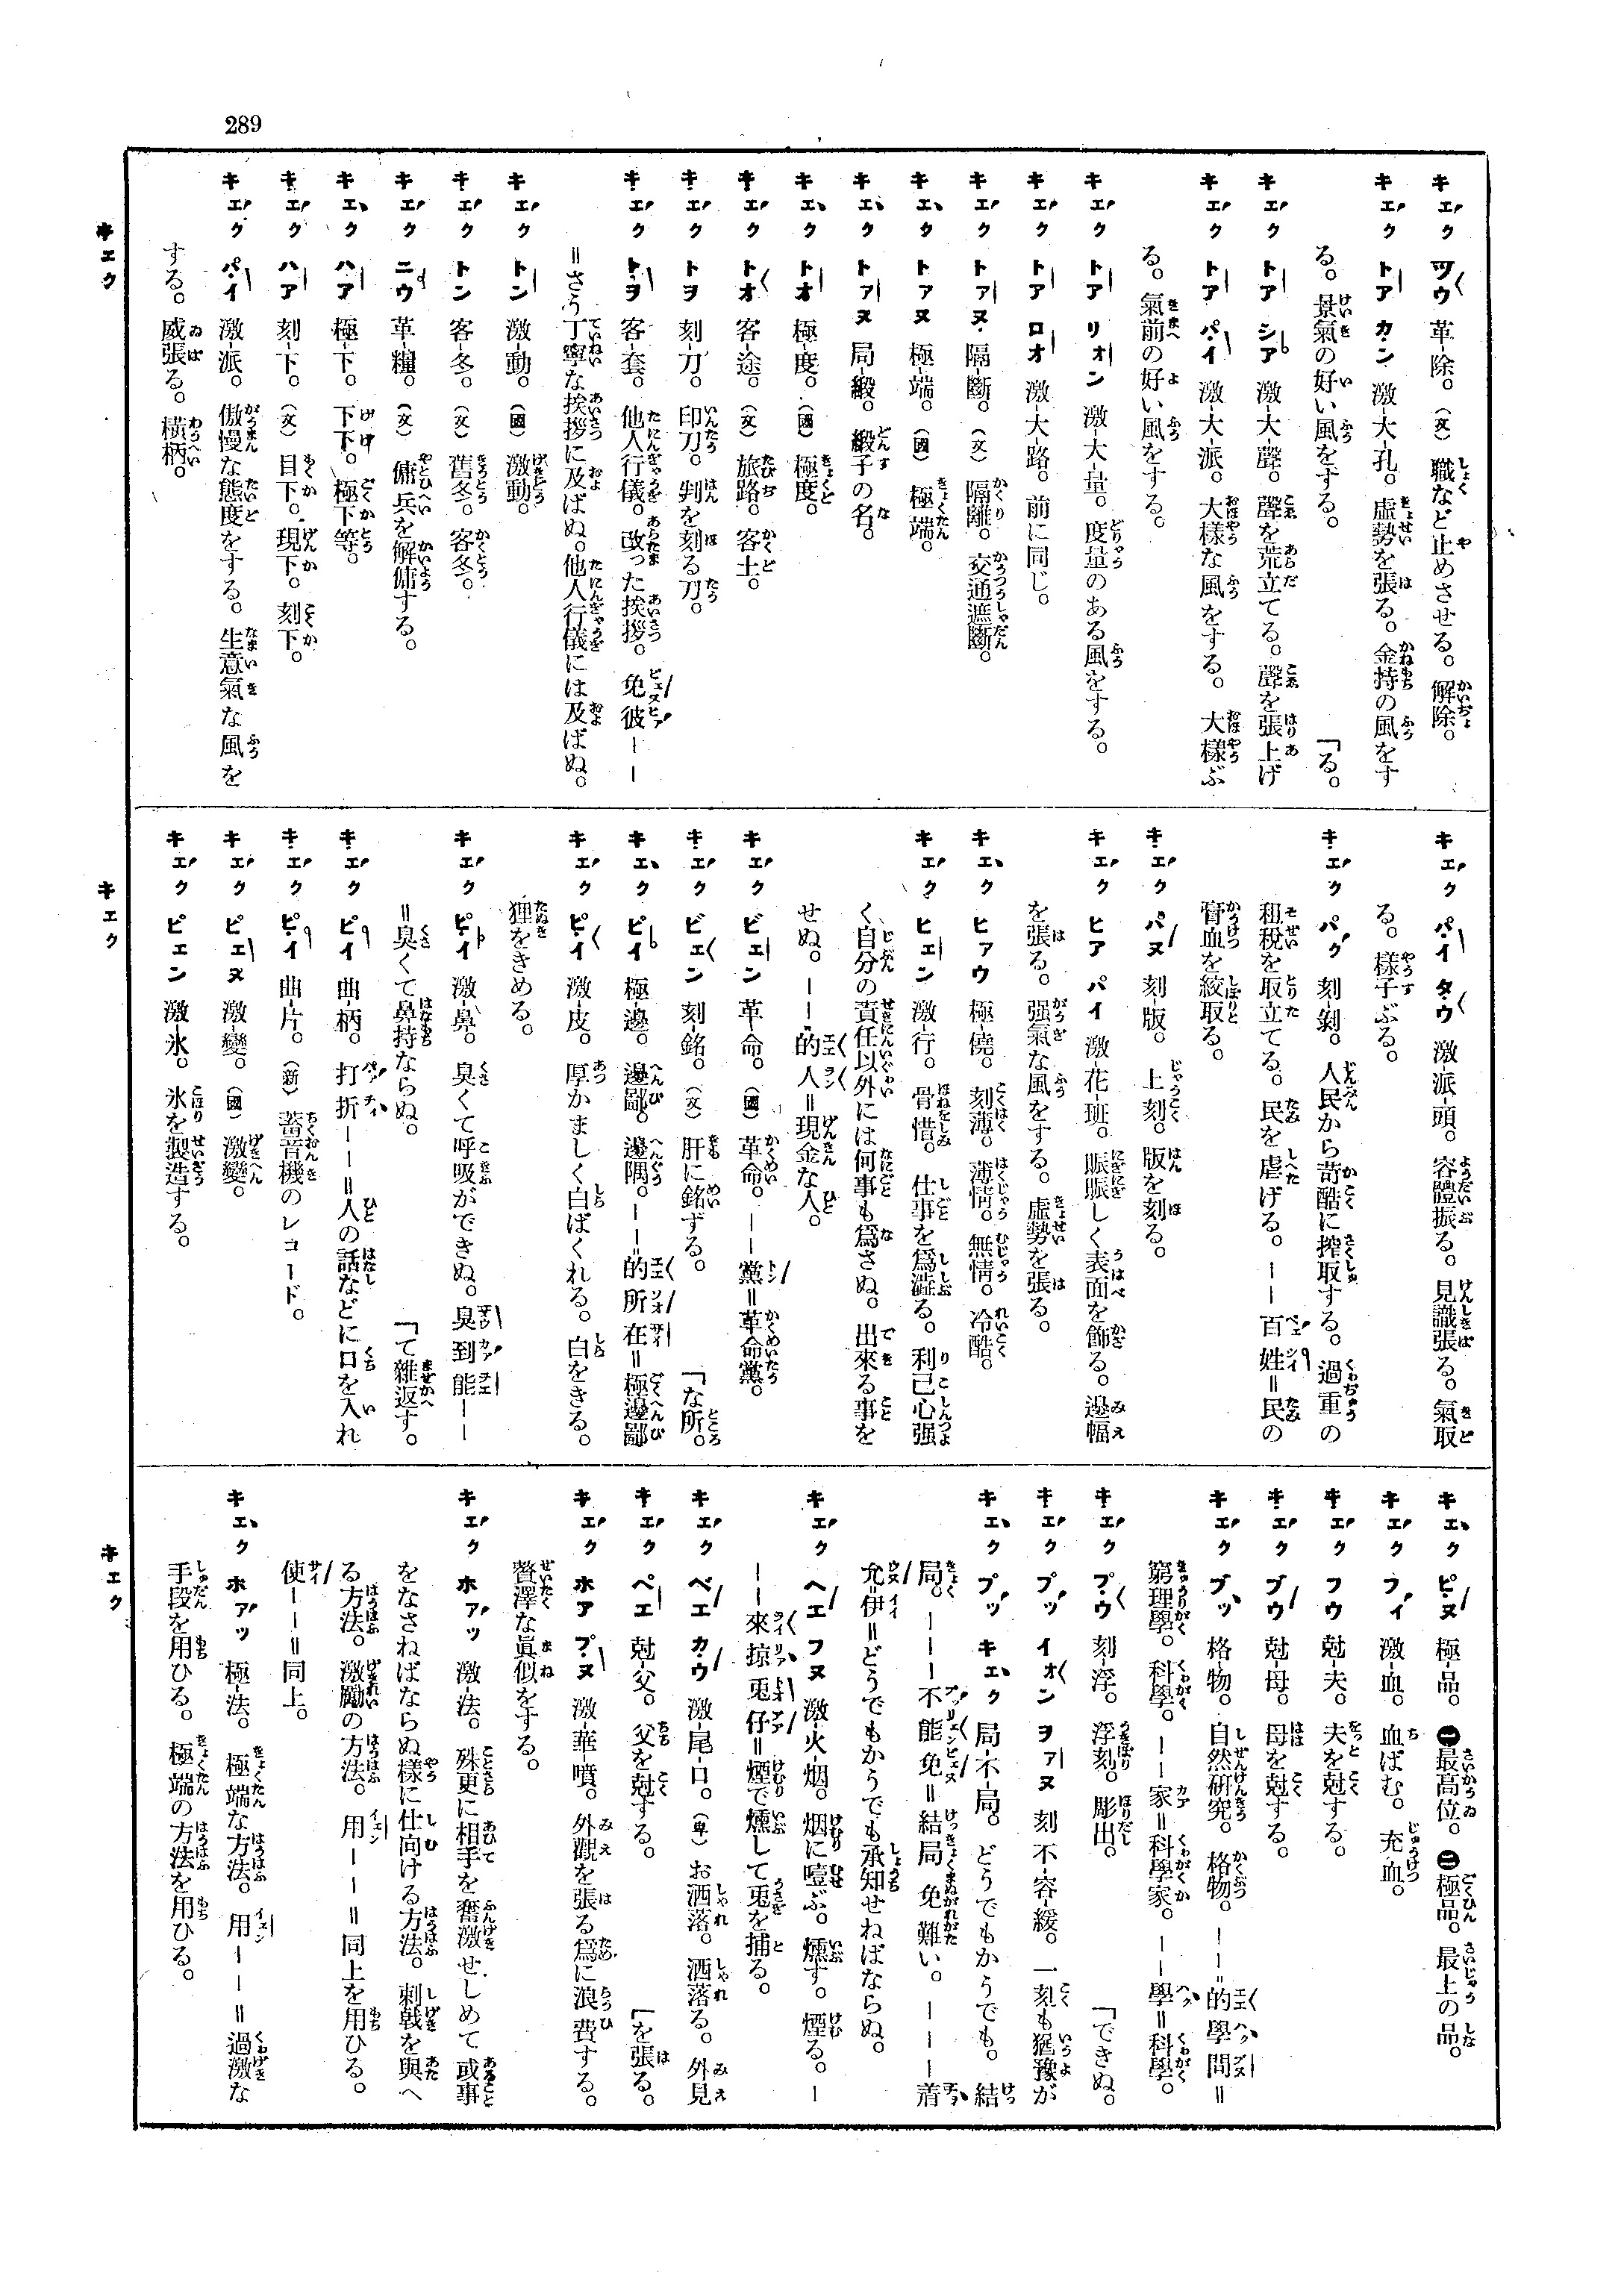 289
キエク ツウ 革-除。(文) 職など止めさせる。解除。
キエク トア カン 激-大-孔。虚勢を張る。金持の風をす
る。景氣の好い風をする。 「る。
キエク トア シア 激-大-聲。聲を荒立てる。聲を張上げ
キエク トア パイ 激-大-派。大樣な風をする。大樣ぶ
る。氣前の好い風をする。
キエク トア リオン 激-大-量。度量のある風をする。
キエク トア ロオ 激-大-路。前に同じ。
キエク トアヌ 隔-斷。(文) 隔離。交通遮斷。
キエク トアヌ 極-端。(國) 極端。
キエク トアヌ 局-緞。緞子の名。
キエク トオ 極-度。(國) 極度。
キエク トオ 客-途。(文) 旅路。客土。
キエク トヲ 刻-刀。印刀。判を刻る刀。
キエク トヲ 客-套。他人行儀。改った挨拶。免彼――
=さう丁寧な挨拶に及ばぬ。他人行儀には及ばぬ。
キエク トン 激-動。(國) 激動。
キエク トン 客-冬。(文) 舊冬。客冬。
キエク ニウ 革-糧。(文) 傭兵を解傭する。
キエク ハア 極-下。下下。極下等。
キエク ハア 刻-下。(文) 目下。現下。刻下。
キエク パイ 激-派。傲慢な態度をする。生意氣な風を
する。威張る。橫柄。
キエク パイ タウ 激-派-頭。容體振る。見識張る。氣取
る。樣子ぶる。
キエク パク 刻-剝。人民から苛酷に搾取する。過重の
租税を取立てる。民を虐げる。――百姓=民の
膏血を絞取る。
キエク パヌ 刻-版。上刻。版を刻る。
キエク ヒア パイ 激-花-班。賑賑しく表面を飾る。邊幅
を張る。强氣な風をする。虚勢を張る。
キエク ヒアウ 極-僥。刻薄。薄情。無情。冷酷。
キエク ヒエン 激-行。骨惜。仕事を爲澁る。利己心强
く自分の責任以外には何事も爲さぬ。出來る事を
せぬ。――的人=現金な人。
キエク ビエン 革-命。(國) 革命。――黨=革命黨。
キエク ビエン 刻-銘。(文) 肝に銘ずる。 「な所。
キエク ピイ 極-邊。邊鄙。邊隅。――的所在=極邊鄙
キエク ピイ 激-皮。厚かましく白ばくれる。白をきる。
狸をきめる。
キエク ピイ 激-鼻。臭くて呼吸ができぬ。臭到能――
=臭くて鼻持ならぬ。 「て雜返す。
キエク ピイ 曲-柄。打折――=人の話などに口を入れ
キエク ピイ 曲-片。(新) 蓄音機のレコード。
キエク ピエヌ 激-變。(國) 激變。
キエク ピエン 激-氷。氷を製造する。
キエク ピヌ 極-品。㊀最高位。㊁極品。最上の品。
キエク フイ 激-血。血ばむ。充血。
キエク フウ 尅-夫。夫を尅する。
キエク ブウ 尅-母。母を尅する。
キエク ブッ 格-物。自然硏究。格物。――=的學問=
窮理學。科學。――家=科學家。――學=科學。
キエク プウ 刻-浮。浮刻。彫出。 「できぬ。
キエク プッ イオン ヲアヌ 刻-不-容-緩。一刻も猶豫が
キエク プッ キエク 局-不-局。どうでもかうでも。結
局。―――不能免=結局免難い。―――着
允伊=どうでもかうでも承知せねばならぬ。
キエク ヘエ フヌ 激-火-烟。烟に噎ぶ。燻す。煙る。―
――來掠兎仔=煙で燻して兎を捕る。
キエク ベエ カウ 激-尾-口。(卑) お洒落。洒落る。外見
キエク ペエ 尅-父。父を尅する。 「を張る。
キエク ホア プヌ 激-華-噴。外觀を張る爲に浪費する。
贅澤な眞似をする。
キエク ホアッ 激-法。殊更に相手を奮激せしめて或事
をなさねばならぬ樣に仕向ける方法。刺戟を與へ
る方法。激勵の方法。用――=同上を用ひる。
使――=同上。
キエク ホアッ 極-法。極端な方法。用――=過激な
手段を用ひる。極端の方法を用ひる。
キエク
キエク
キエク